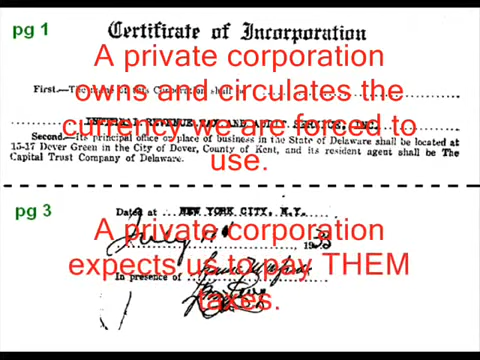 pg 1
Certificate of Incorporation
A private corporation
First.—The name of this Corporation shall be
owns and circulates the
INTERNAL REVENUE TAX AND AUDIT SERVICE, INC.
currency we are forced to
Second.—Its principal office or place of business in the State of Delaware shall be located at
15-17 Dover Green in the City of Dover, County of Kent, and its resident agent shall be The
Capital Trust Company of Delaware.
use.
pg 3
Dated at NEW YORK CITY, N.Y.
A private corporation
July 11 1933
expects us to pay THEM
In presence of
taxes.